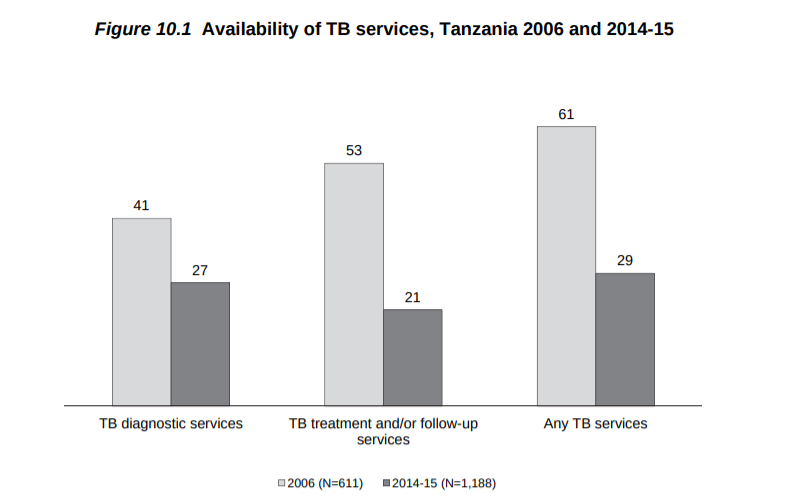 Figure 10.1 Availability of TB services, Tanzania 2006 and 2014-15
61
53
41
29
27
21
TB diagnostic services
TB treatment and/or follow-up
services
Any TB services
2006 (N=611)
2014-15 (N=1,188)